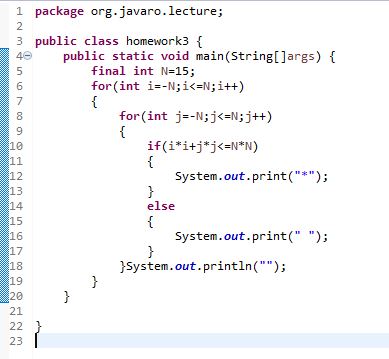 1 package org.javaro.lecture;
2
3 public class homework3 {
4 public static void main(String[]args) {
5 final int N=15;
6 for(int i=-N;i<=N;i++)
7 {
8 for(int j=-N;j<=N;j++)
9 {
10 if(i*i+j*j<=N*N)
11 {
12 System.out.print("*");
13 }
14 else
15 {
16 System.out.print(" ");
17 }
18 }System.out.println("");
19 }
20 }
21
22 }
23